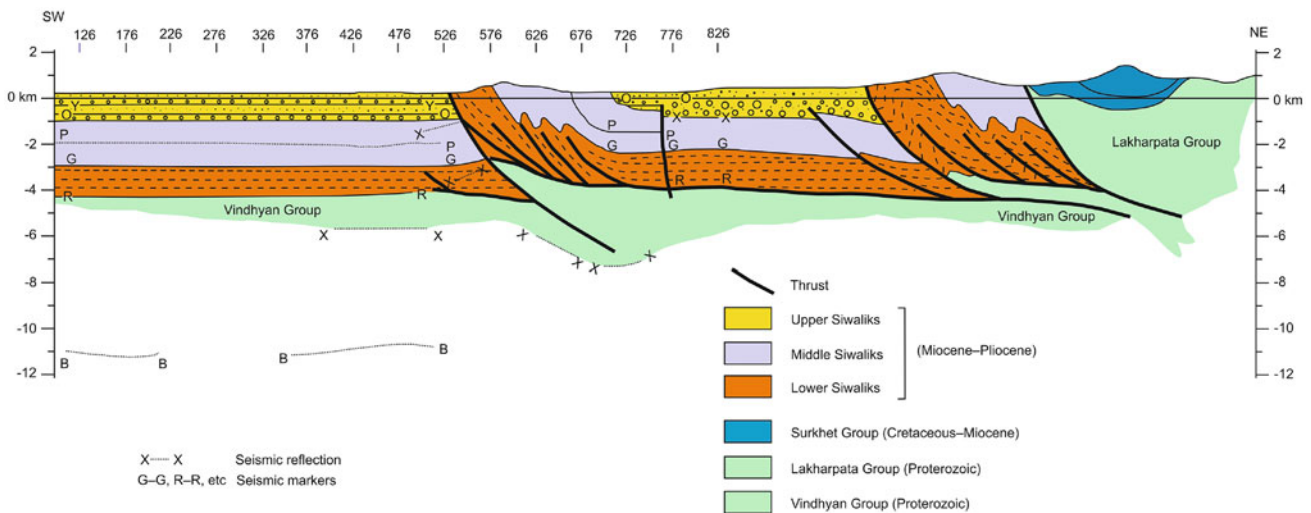 SW
NE
126 176 226 276 326 376 426 476 526 576 626 676 726 776 826
2
2
0 km
0 km
-2
-2
-4
-4
-6
-6
-8
-8
-10
-10
-12
-12
Y
Y
O
O
O
O
P
P
P
P
G
G
G
G
G
R
R
R
R
X
X
X
X
X
X
X
X
X
X
B
B
B
B
Lakharpata Group
Vindhyan Group
Vindhyan Group
Thrust
Upper Siwaliks
Middle Siwaliks
(Miocene–Pliocene)
Lower Siwaliks
Surkhet Group (Cretaceous–Miocene)
Lakharpata Group (Proterozoic)
Vindhyan Group (Proterozoic)
X X Seismic reflection
G–G, R–R, etc Seismic markers